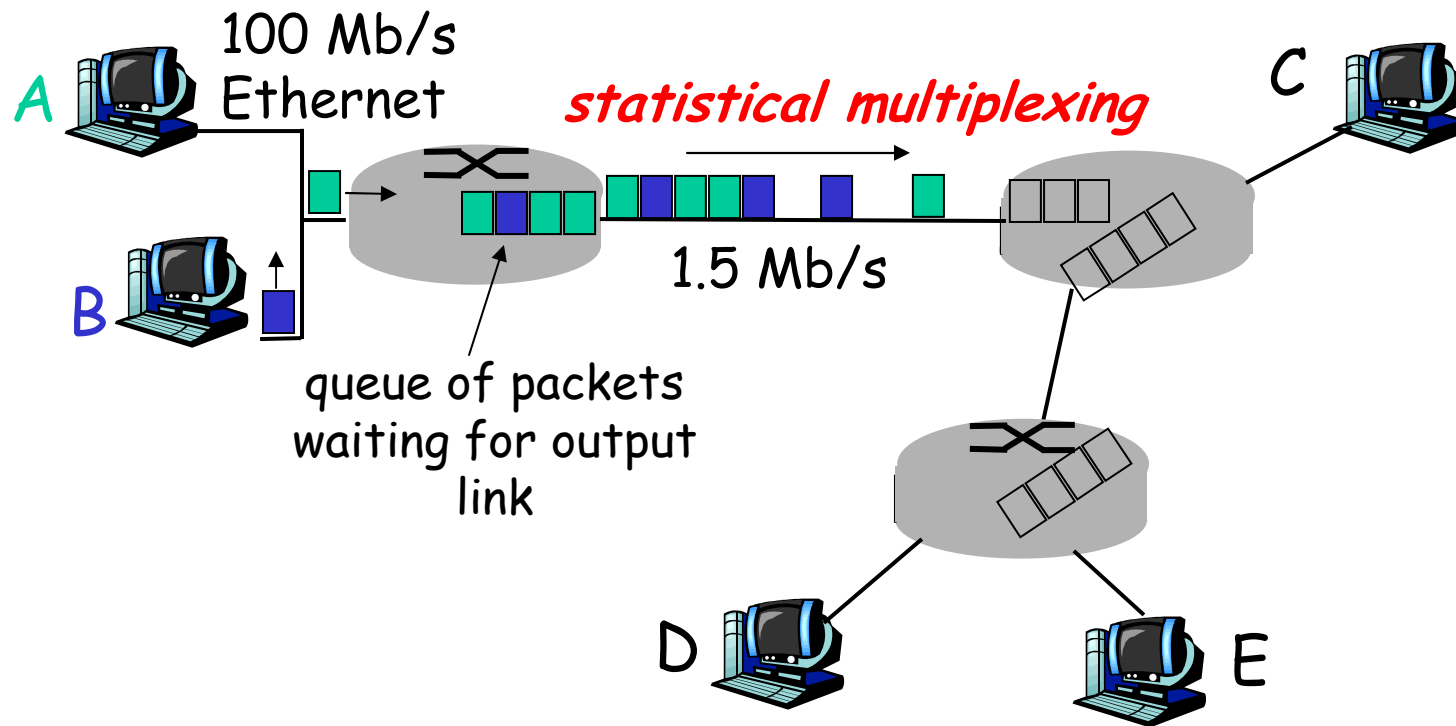 100 Mb/s
Ethernet
A
statistical multiplexing
C
B
1.5 Mb/s
queue of packets
waiting for output
link
D
E